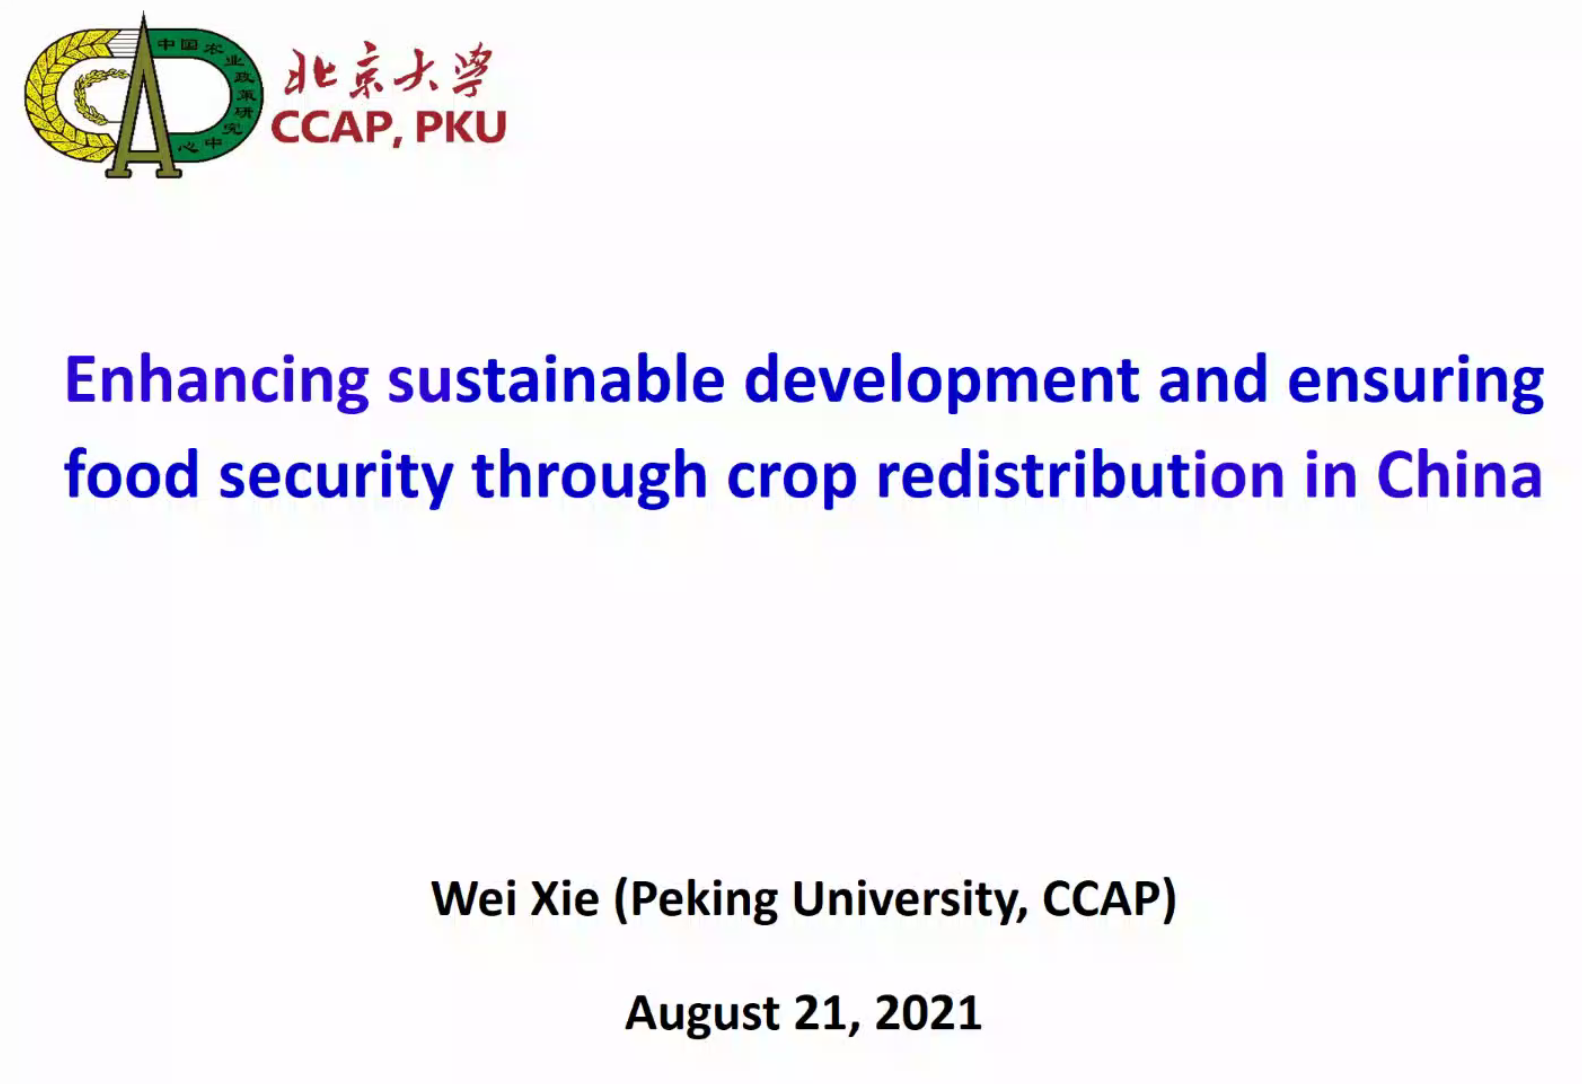 中国农业政策研究中心
北京大学
CCAP, PKU
Enhancing sustainable development and ensuring
food security through crop redistribution in China
Wei Xie (Peking University, CCAP)
August 21, 2021